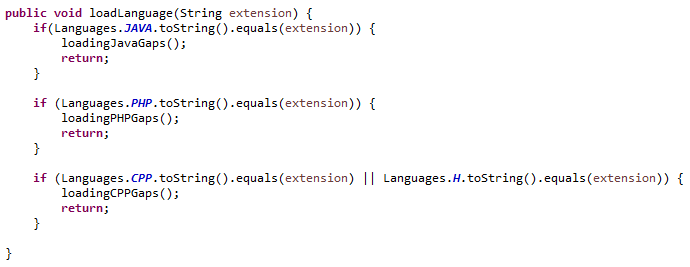 public void loadLanguage(String extension) {
    if(Languages.JAVA.toString().equals(extension)) {
        loadingJavaGaps();
        return;
    }

    if (Languages.PHP.toString().equals(extension)) {
        loadingPHPGaps();
        return;
    }

    if (Languages.CPP.toString().equals(extension) || Languages.H.toString().equals(extension)) {
        loadingCPPGaps();
        return;
    }

}